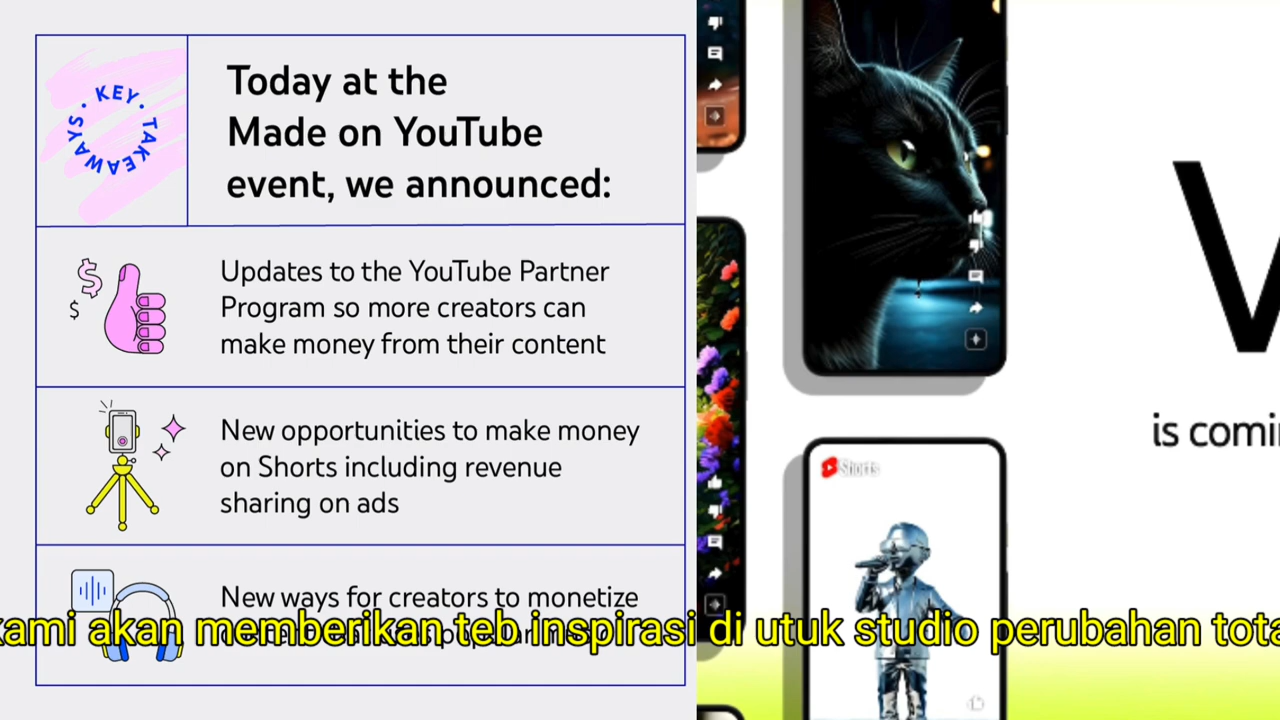 KEY TAKEAWAYS
Today at the
Made on YouTube
event, we announced:
Updates to the YouTube Partner
Program so more creators can
make money from their content
New opportunities to make money
on Shorts including revenue
sharing on ads
New ways for creators to monetize
kami akan memberikan teb inspirasi di utuk studio perubahan tota
Shorts
V
is comi